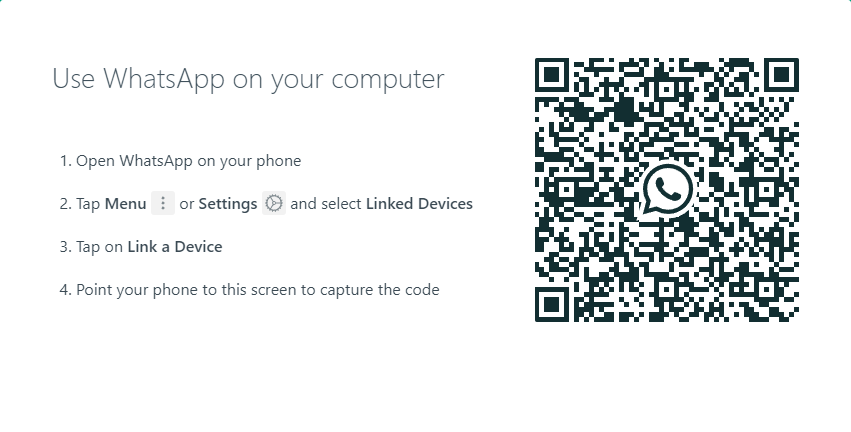 Use WhatsApp on your computer
1. Open WhatsApp on your phone
2. Tap Menu or Settings and select Linked Devices
3. Tap on Link a Device
4. Point your phone to this screen to capture the code